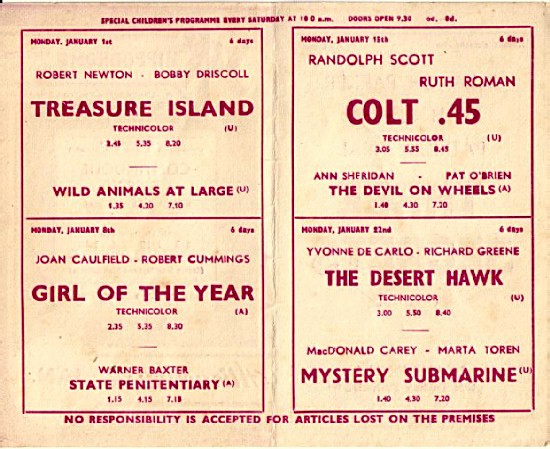 SPECIAL CHILDREN'S PROGRAMME EVERY SATURDAY AT 10 0 a.m. DOORS OPEN 9.30 6d. 8d.
MONDAY, JANUARY 1st 6 days
ROBERT NEWTON - BOBBY DRISCOLL
TREASURE ISLAND
TECHNICOLOR (U)
2.45 5.35 8.20
WILD ANIMALS AT LARGE (U)
1.35 4.20 7.10
MONDAY, JANUARY 8th 6 days
JOAN CAULFIELD - ROBERT CUMMINGS
GIRL OF THE YEAR
TECHNICOLOR (A)
2.35 5.35 8.30
WARNER BAXTER
STATE PENITENTIARY (A)
1.15 4.15 7.15
MONDAY, JANUARY 15th 6 days
RANDOLPH SCOTT
RUTH ROMAN
COLT .45
TECHNICOLOR (U)
3.05 5.55 8.45
ANN SHERIDAN - PAT O'BRIEN
THE DEVIL ON WHEELS (A)
1.40 4.30 7.20
MONDAY, JANUARY 22nd 6 days
YVONNE DE CARLO - RICHARD GREENE
THE DESERT HAWK
TECHNICOLOR (U)
3.00 5.50 8.40
MacDONALD CAREY - MARTA TOREN
MYSTERY SUBMARINE (U)
1.40 4.30 7.20
NO RESPONSIBILITY IS ACCEPTED FOR ARTICLES LOST ON THE PREMISES